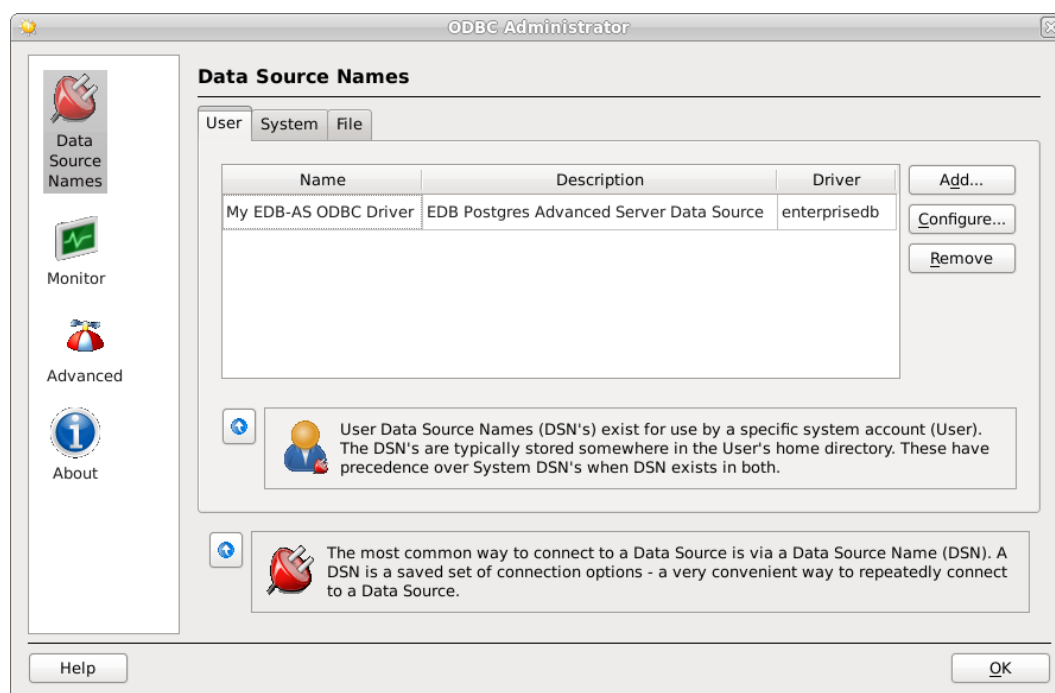 ODBC Administrator
Data
Source
Names
Monitor
Advanced
About
Data Source Names
User System File
Name Description Driver
My EDB-AS ODBC Driver EDB Postgres Advanced Server Data Source enterprisedb
Add...
Configure...
Remove
User Data Source Names (DSN's) exist for use by a specific system account (User).
The DSN's are typically stored somewhere in the User's home directory. These have
precedence over System DSN's when DSN exists in both.
The most common way to connect to a Data Source is via a Data Source Name (DSN). A
DSN is a saved set of connection options - a very convenient way to repeatedly connect
to a Data Source.
Help
OK